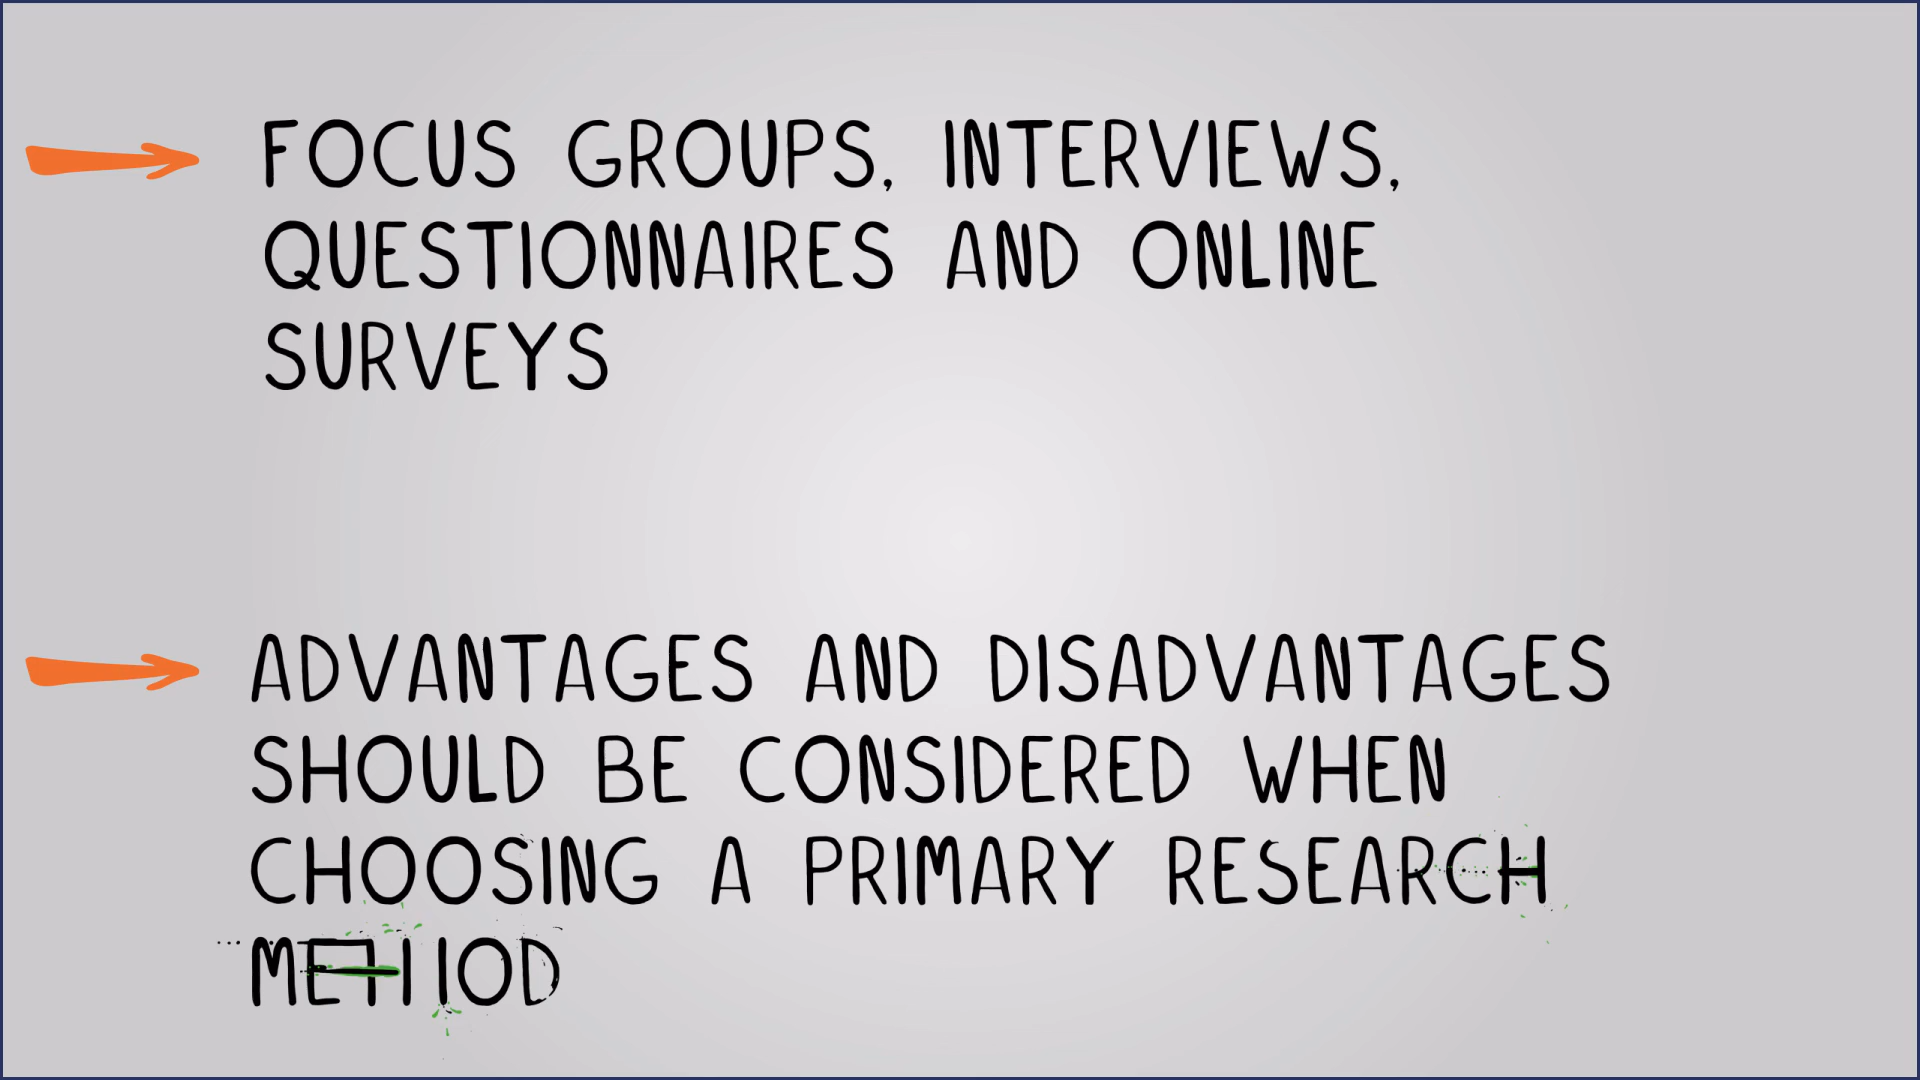 FOCUS GROUPS, INTERVIEWS,
QUESTIONNAIRES AND ONLINE
SURVEYS
ADVANTAGES AND DISADVANTAGES
SHOULD BE CONSIDERED WHEN
CHOOSING A PRIMARY RESEARCH
METHOD